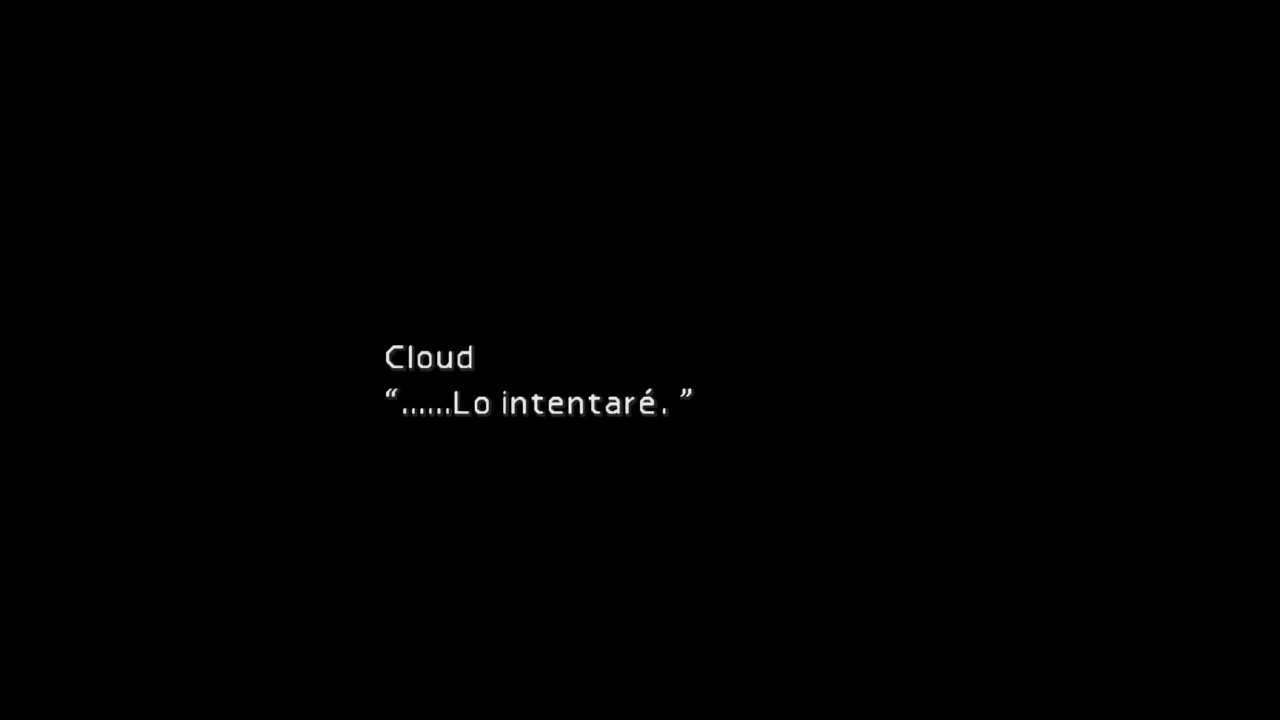 Cloud
“......Lo intentaré. ”